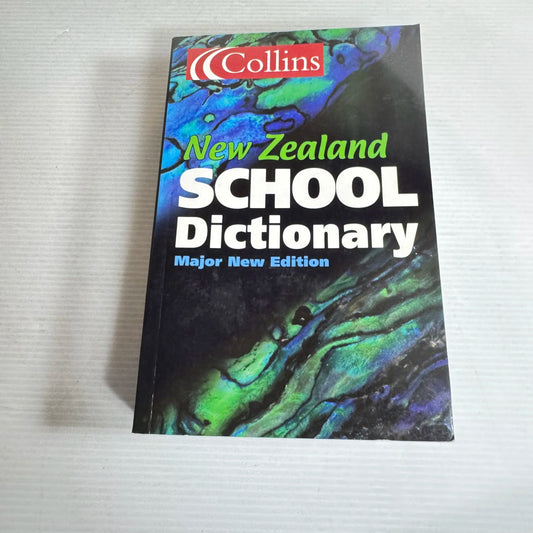 Collins
New Zealand
SCHOOL
Dictionary
Major New Edition